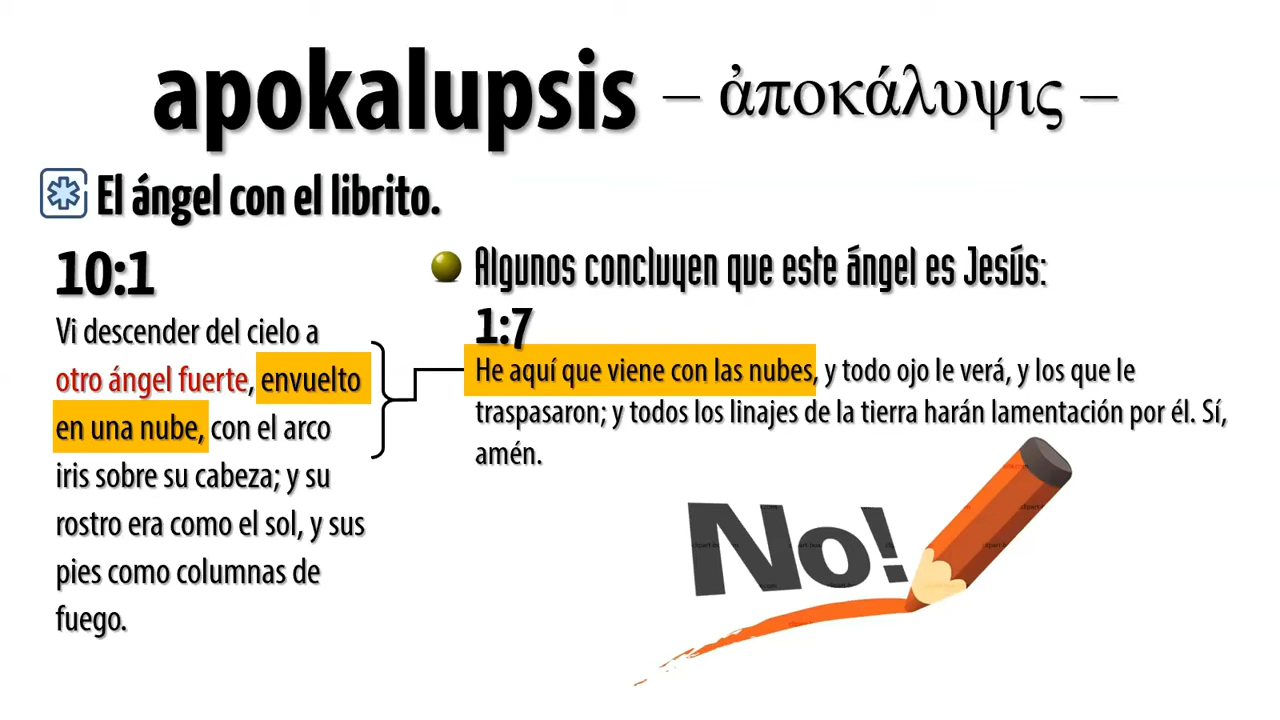 apokalupsis – ἀποκάλυψις –
El ángel con el librito.
10:1
Vi descender del cielo a
otro ángel fuerte, envuelto
en una nube, con el arco
iris sobre su cabeza; y su
rostro era como el sol, y sus
pies como columnas de
fuego.
Algunos concluyen que este ángel es Jesús:
1:7
He aquí que viene con las nubes, y todo ojo le verá, y los que le
traspasaron; y todos los linajes de la tierra harán lamentación por él. Sí,
amén.
No!